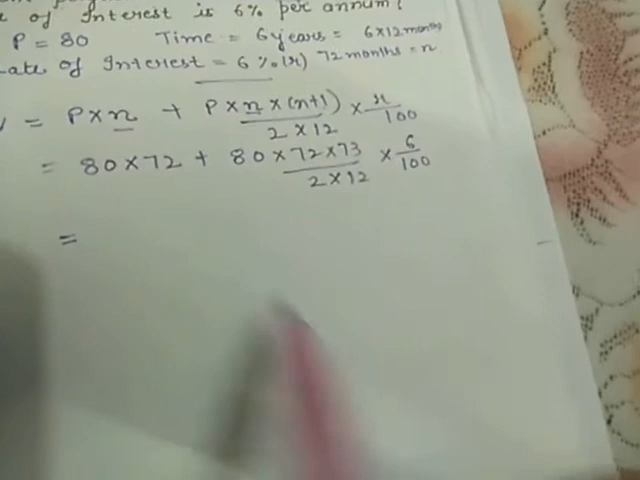 of Interest is 6% per annum?
P = 80 Time = 6 years = 6×12 months
Rate of Interest = 6% (r) 72 months = n
= P×n + P×n×(n+1)/2×12 × r/100
= 80×72 + 80×72×73/2×12 × 6/100
=